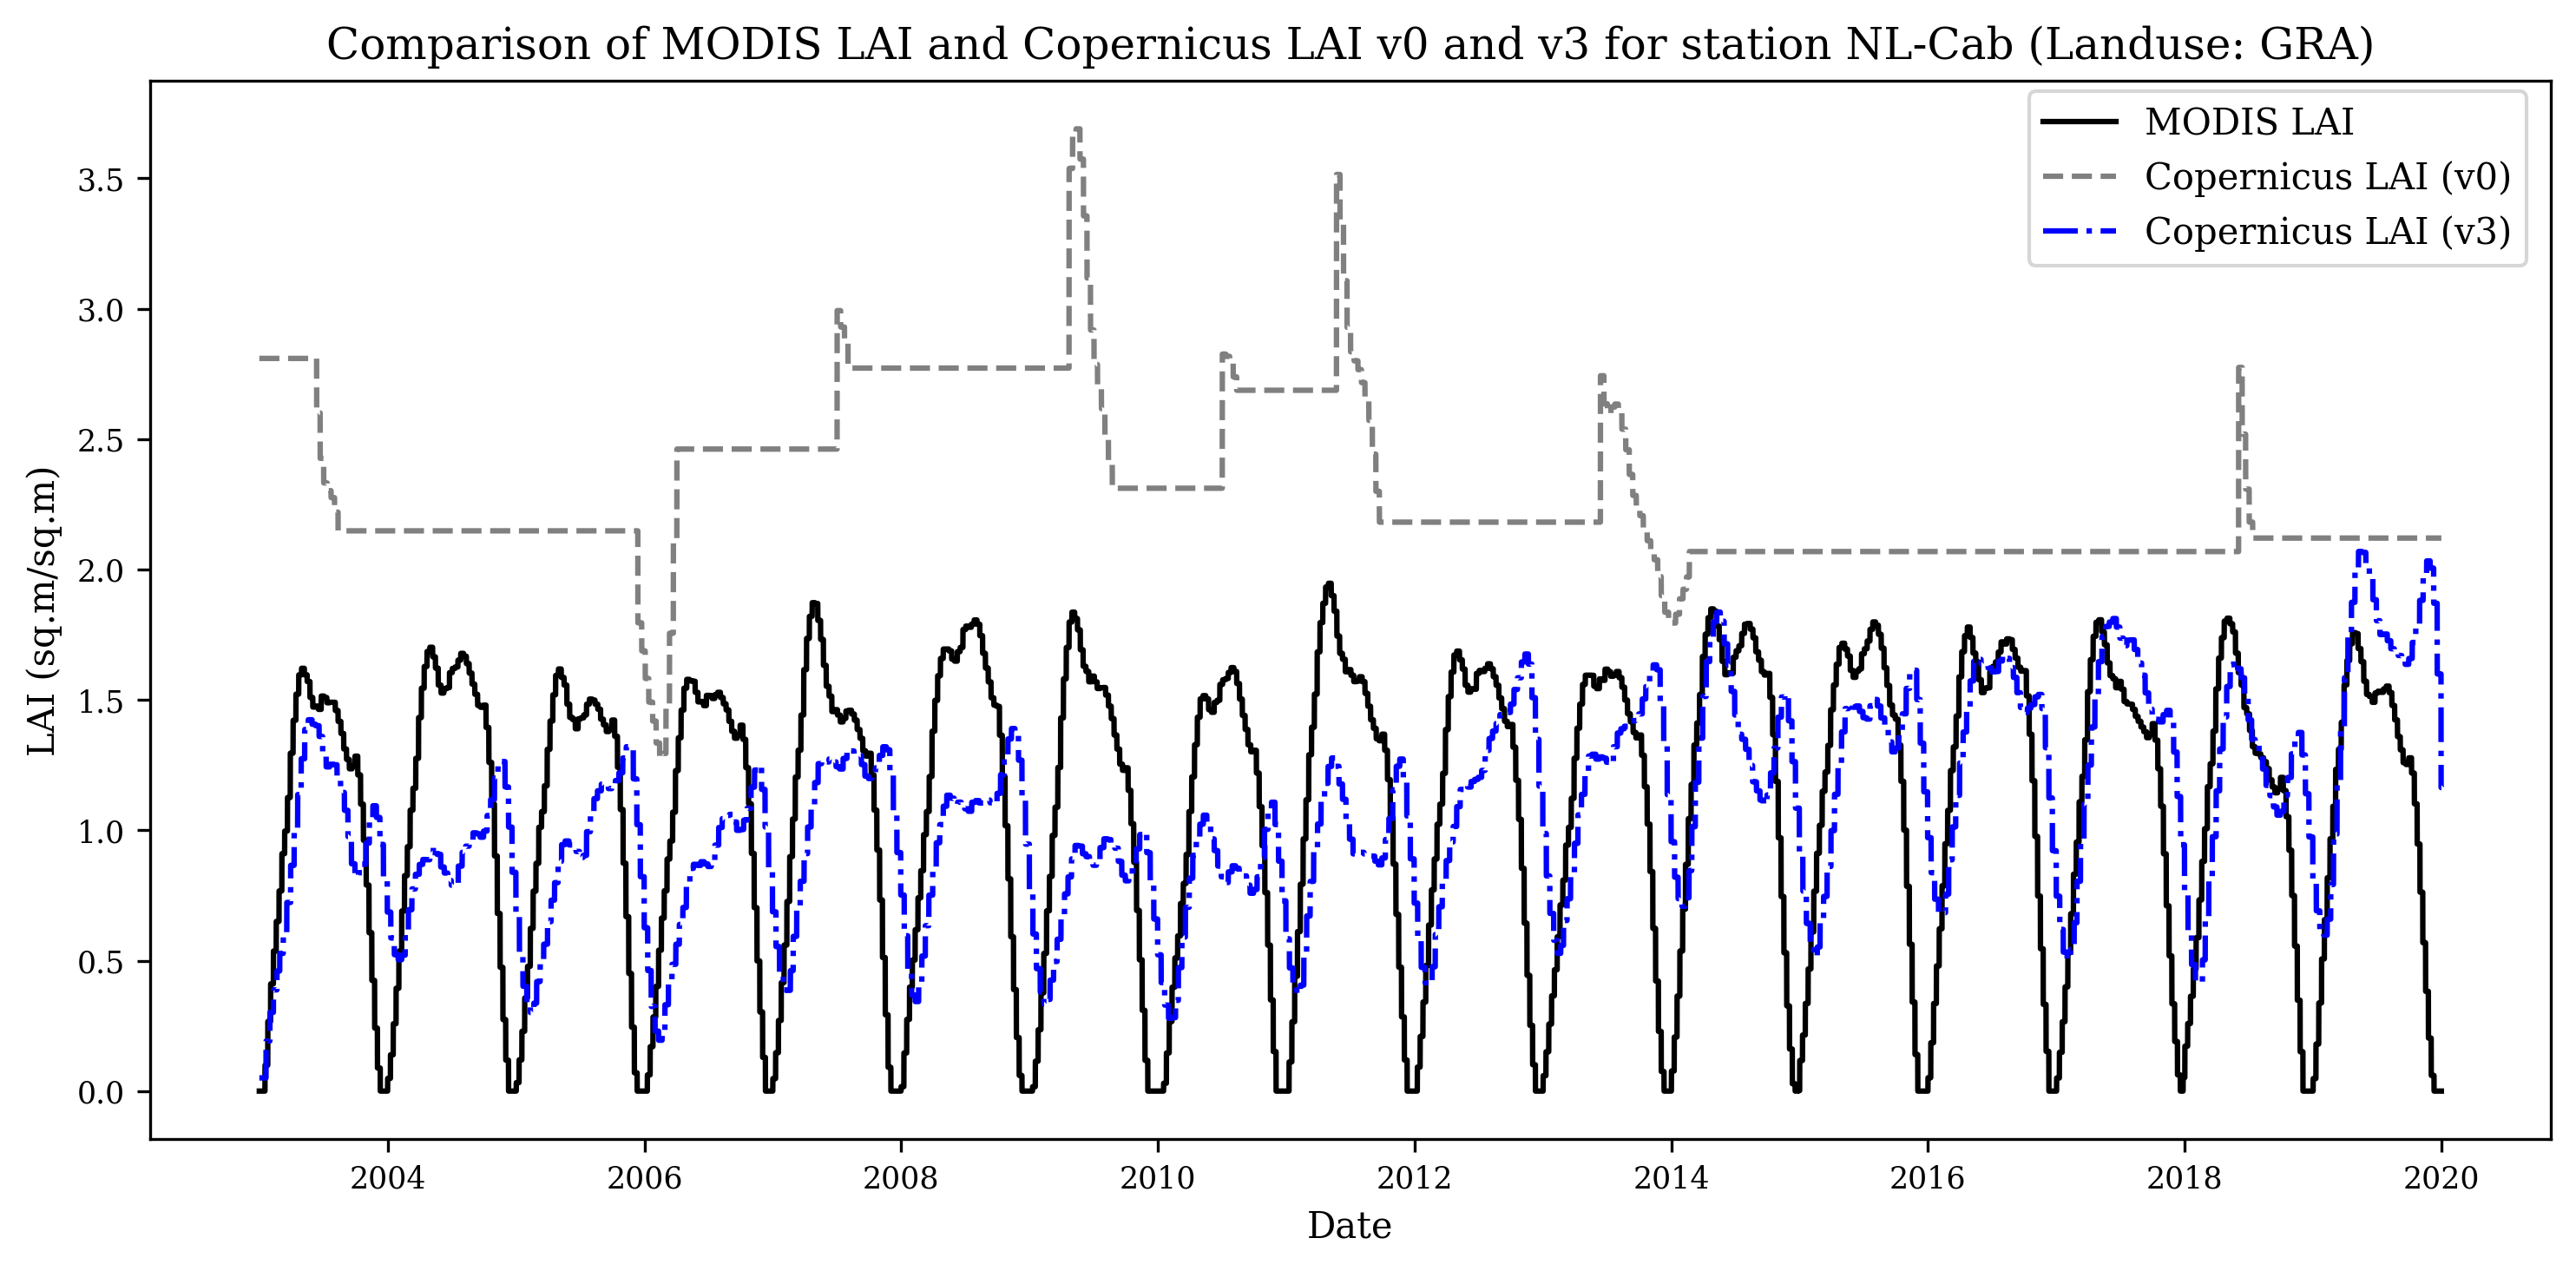 Comparison of MODIS LAI and Copernicus LAI v0 and v3 for station NL-Cab (Landuse: GRA)
MODIS LAI
Copernicus LAI (v0)
Copernicus LAI (v3)
LAI (sq.m/sq.m)
3.5
3.0
2.5
2.0
1.5
1.0
0.5
0.0
2004 2006 2008 2010 2012 2014 2016 2018 2020
Date